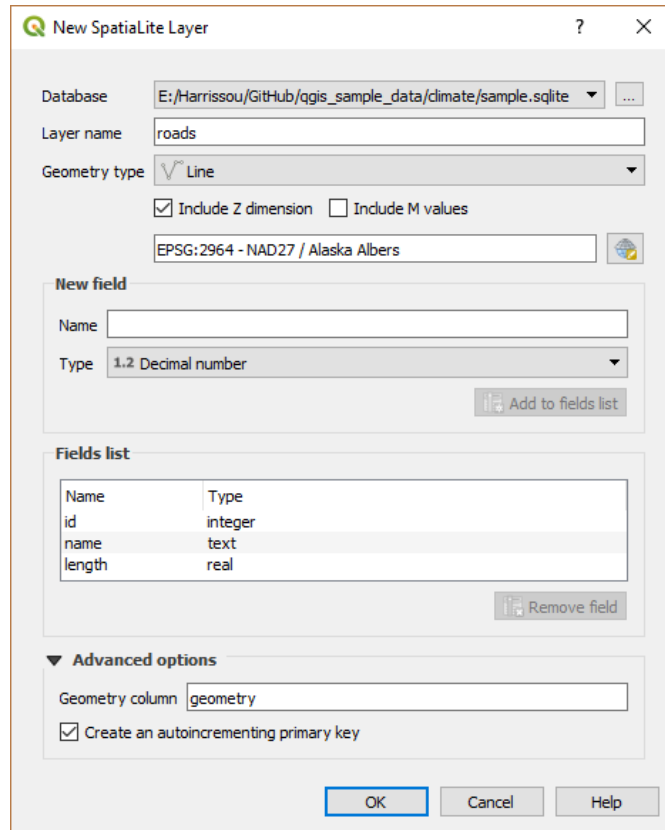 New SpatiaLite Layer ? ×
Database E:/Harrissou/GitHub/qgis_sample_data/climate/sample.sqlite ...
Layer name roads
Geometry type Line
Include Z dimension Include M values
EPSG:2964 - NAD27 / Alaska Albers
New field
Name
Type 1.2 Decimal number
Add to fields list
Fields list
Name Type
id integer
name text
length real
Remove field
Advanced options
Geometry column geometry
Create an autoincrementing primary key
OK Cancel Help